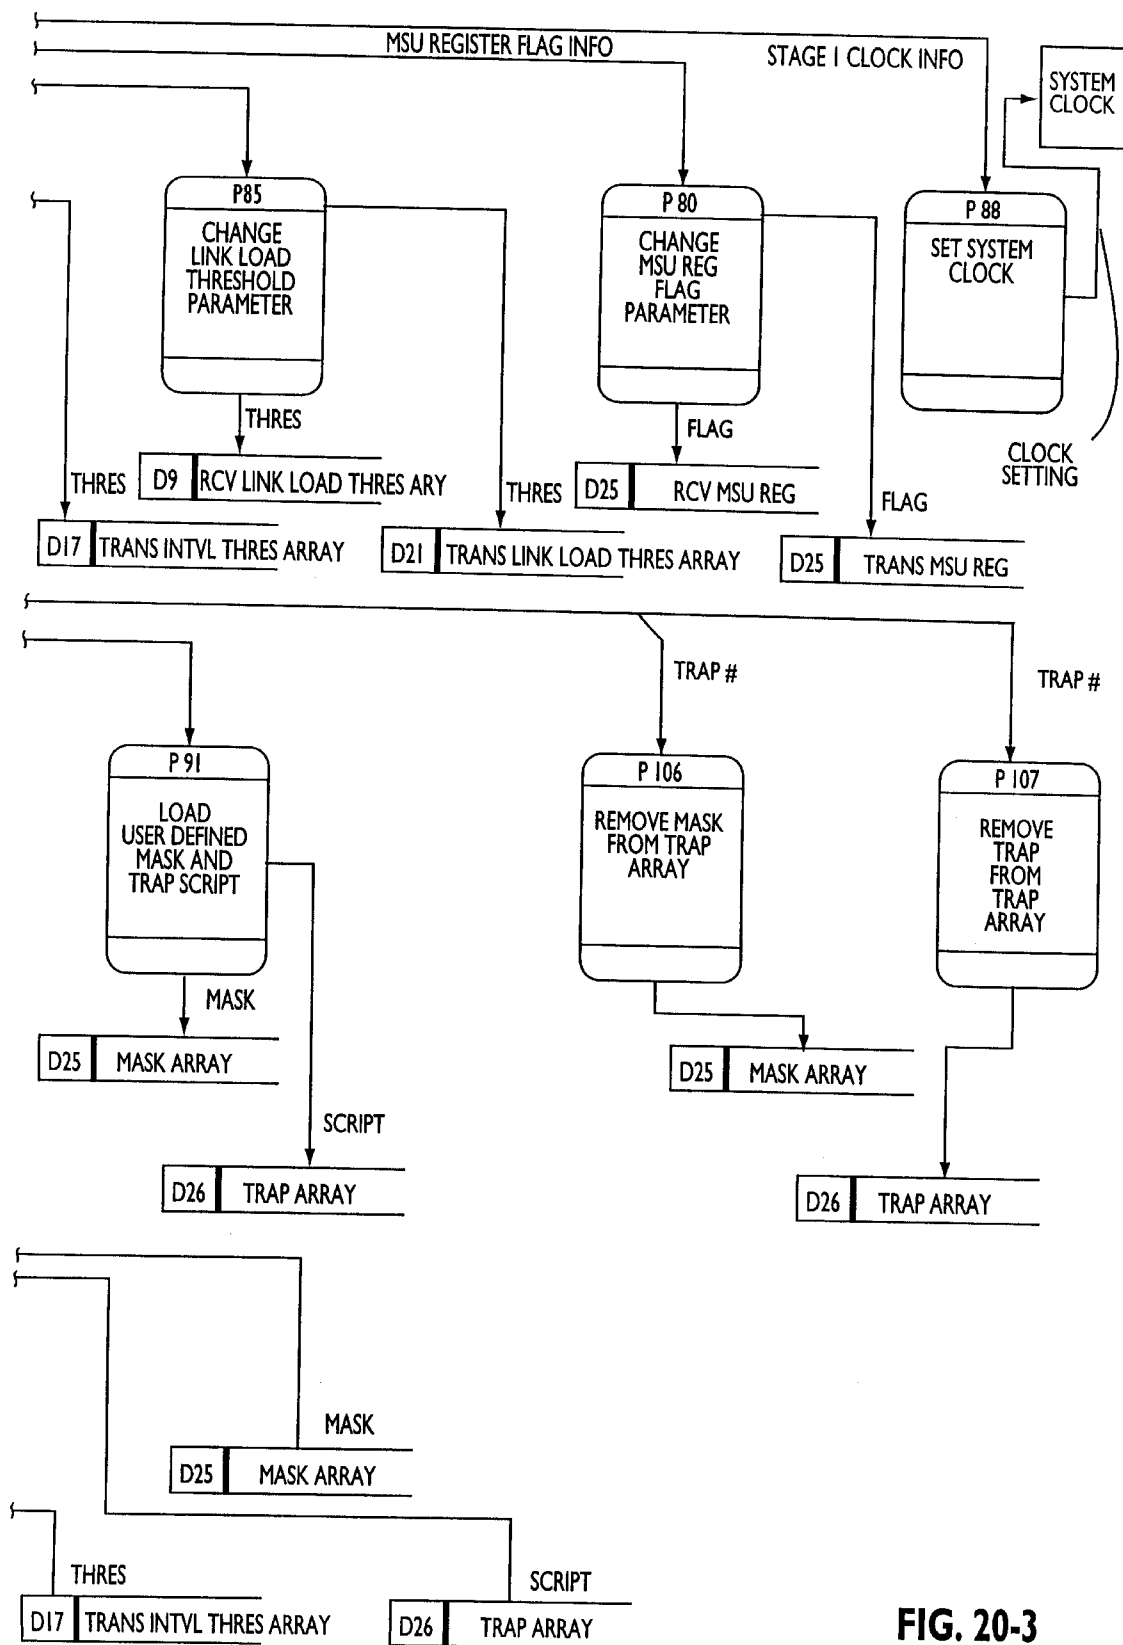 MSU REGISTER FLAG INFO
STAGE 1 CLOCK INFO
SYSTEM
CLOCK
P85
CHANGE
LINK LOAD
THRESHOLD
PARAMETER
P 80
CHANGE
MSU REG
FLAG
PARAMETER
P 88
SET SYSTEM
CLOCK
THRES
FLAG
CLOCK
SETTING
THRES
D9 RCV LINK LOAD THRES ARY
THRES
D25 RCV MSU REG
FLAG
D17 TRANS INTVL THRES ARRAY
D21 TRANS LINK LOAD THRES ARRAY
D25 TRANS MSU REG
TRAP #
TRAP #
P 91
LOAD
USER DEFINED
MASK AND
TRAP SCRIPT
P 106
REMOVE MASK
FROM TRAP
ARRAY
P 107
REMOVE
TRAP
FROM
TRAP
ARRAY
MASK
D25 MASK ARRAY
D25 MASK ARRAY
SCRIPT
D26 TRAP ARRAY
D26 TRAP ARRAY
MASK
D25 MASK ARRAY
THRES
SCRIPT
D17 TRANS INTVL THRES ARRAY
D26 TRAP ARRAY
FIG. 20-3